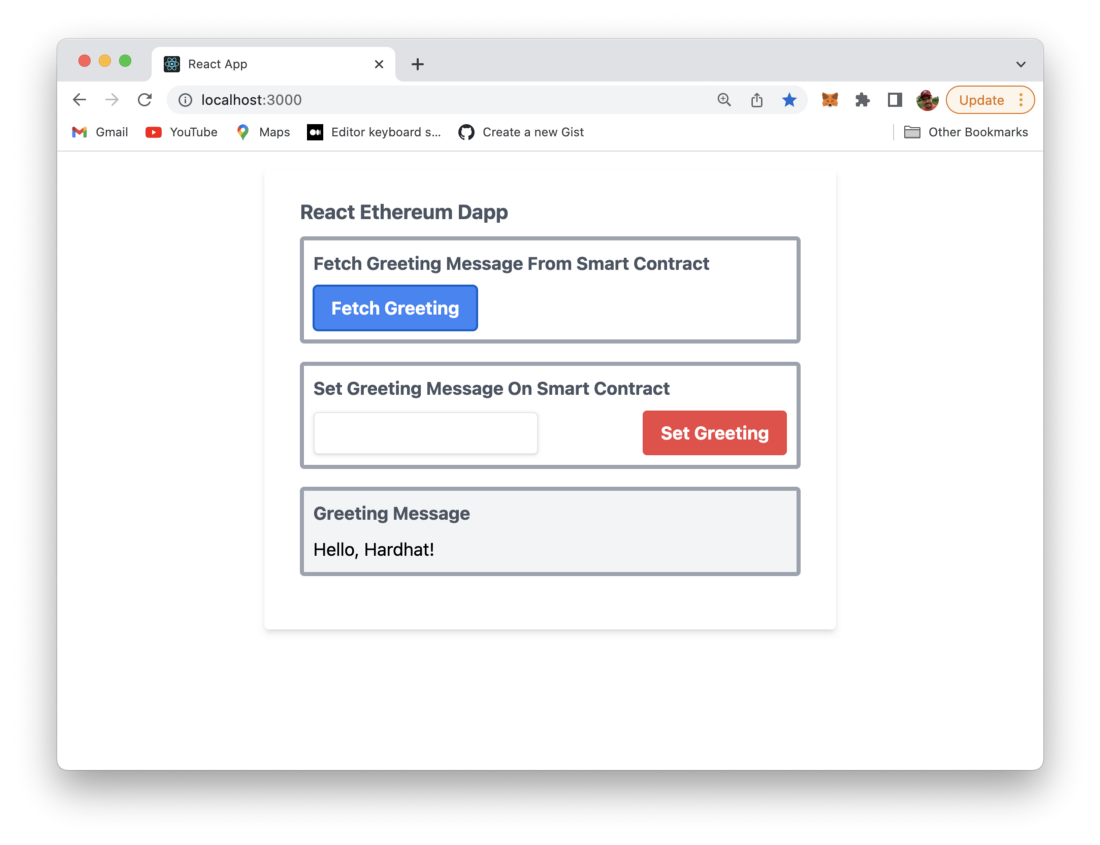 React App
localhost:3000
Update
Gmail
YouTube
Maps
Editor keyboard s...
Create a new Gist
Other Bookmarks
React Ethereum Dapp
Fetch Greeting Message From Smart Contract
Fetch Greeting
Set Greeting Message On Smart Contract
Set Greeting
Greeting Message
Hello, Hardhat!